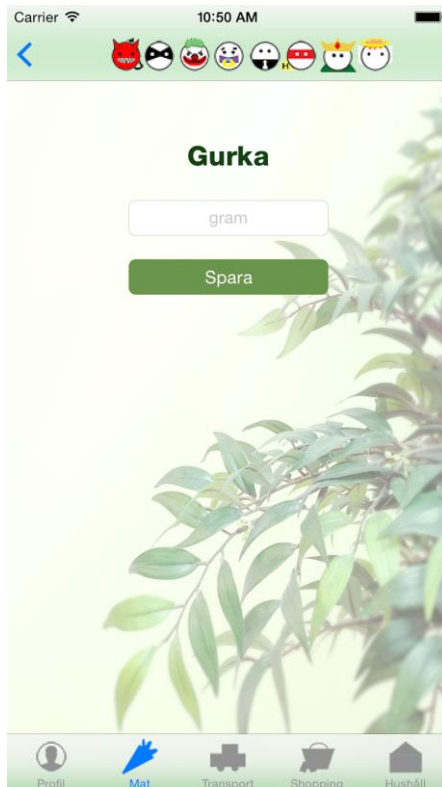 Carrier 10:50 AM
H
Gurka
gram
Spara
Profil Mat Transport Shopping Hushåll